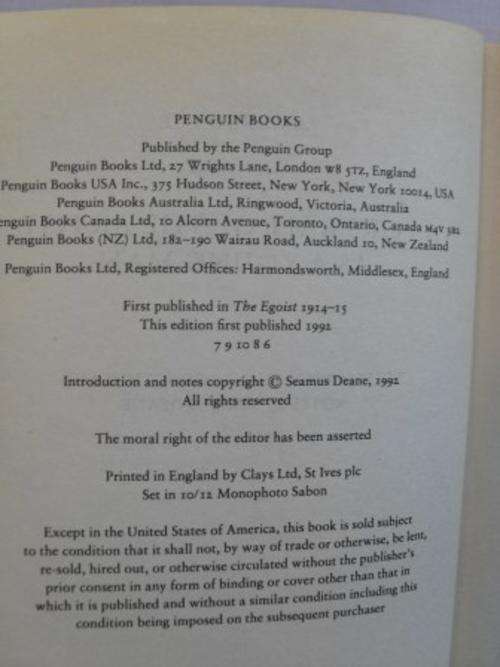 PENGUIN BOOKS
Published by the Penguin Group
Penguin Books Ltd, 27 Wrights Lane, London W8 5TZ, England
Penguin Books USA Inc., 375 Hudson Street, New York, New York 10014, USA
Penguin Books Australia Ltd, Ringwood, Victoria, Australia
enguin Books Canada Ltd, 10 Alcorn Avenue, Toronto, Ontario, Canada M4V 3B2
Penguin Books (NZ) Ltd, 182–190 Wairau Road, Auckland 10, New Zealand
Penguin Books Ltd, Registered Offices: Harmondsworth, Middlesex, England
First published in The Egoist 1914–15
This edition first published 1992
7 9 10 8 6
Introduction and notes copyright © Seamus Deane, 1992
All rights reserved
The moral right of the editor has been asserted
Printed in England by Clays Ltd, St Ives plc
Set in 10/12 Monophoto Sabon
Except in the United States of America, this book is sold subject
to the condition that it shall not, by way of trade or otherwise, be lent,
re-sold, hired out, or otherwise circulated without the publisher's
prior consent in any form of binding or cover other than that in
which it is published and without a similar condition including this
condition being imposed on the subsequent purchaser